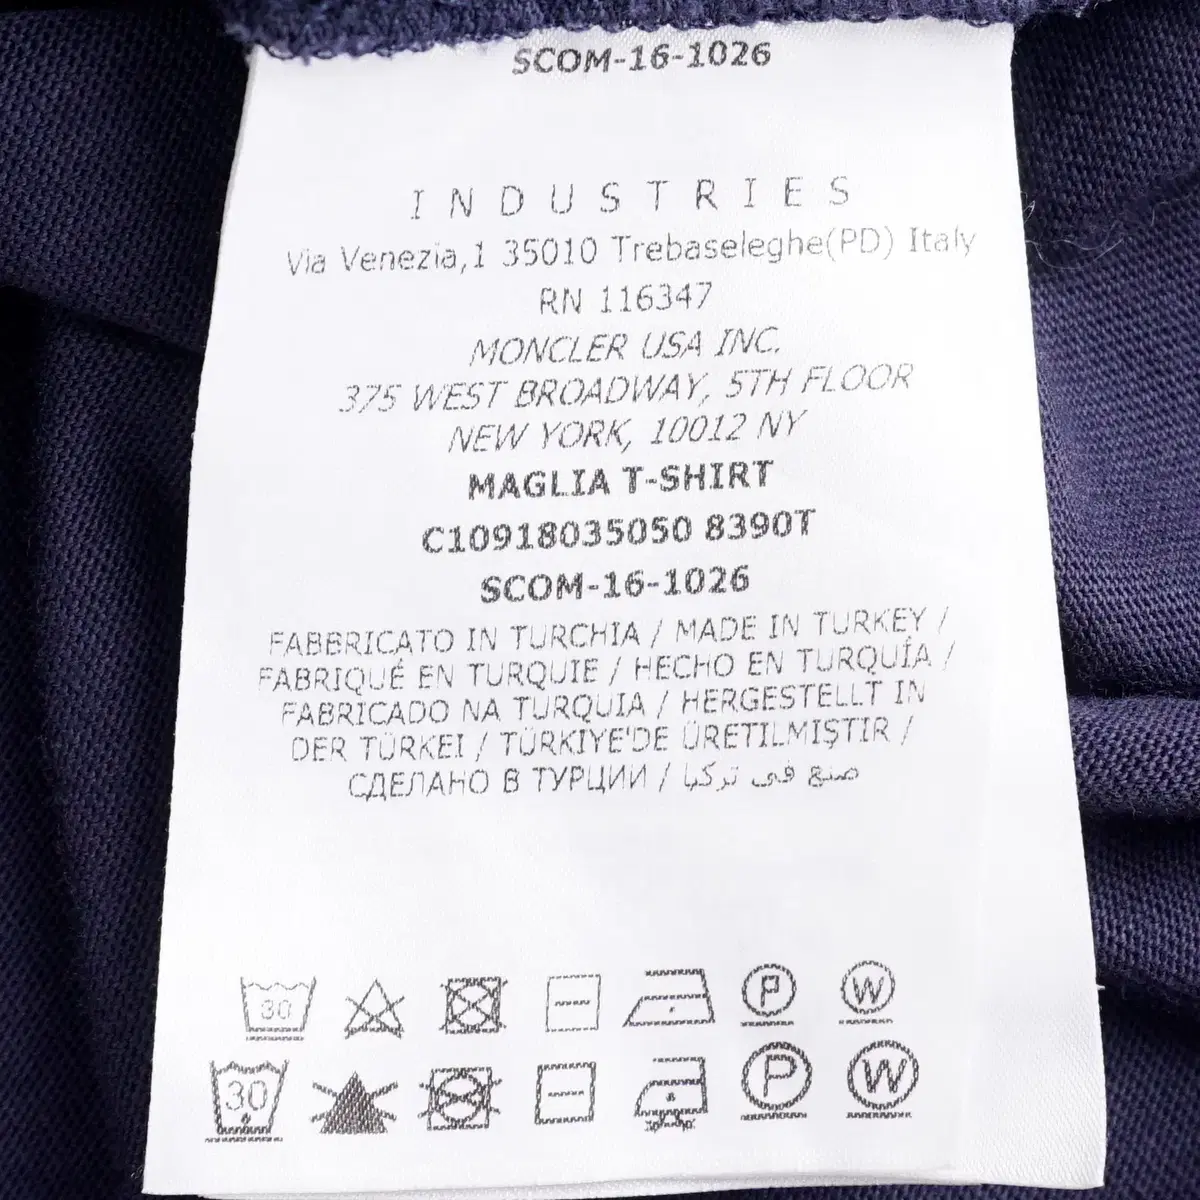 SCOM-16-1026
INDUSTRIES
Via Venezia,1 35010 Trebaseleghe(PD) Italy
RN 116347
MONCLER USA INC.
375 WEST BROADWAY, 5TH FLOOR
NEW YORK, 10012 NY
MAGLIA T-SHIRT
C10918035050 8390T
SCOM-16-1026
FABBRICATO IN TURCHIA / MADE IN TURKEY /
FABRIQUÉ EN TURQUIE / HECHO EN TURQUÍA /
FABRICADO NA TURQUIA / HERGESTELLT IN
DER TÜRKEI / TÜRKIYE'DE ÜRETILMIŞTIR /
СДЕЛАНО В ТУРЦИИ / صنع في تركيا
30 P W
30 P W